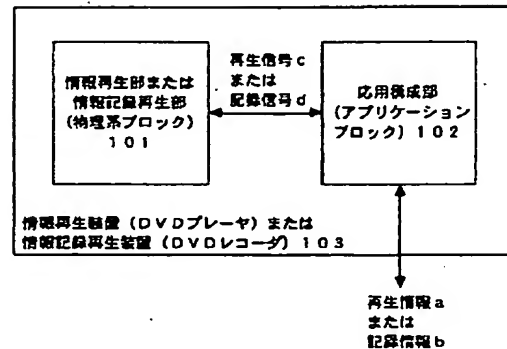 情報再生部または
情報記録再生部
(物理系ブロック)
101
再生信号c
または
記録信号d
応用構成部
(アプリケーション
ブロック)102
情報再生装置(DVDプレーヤ)または
情報記録再生装置(DVDレコーダ)103
再生情報a
または
記録情報b